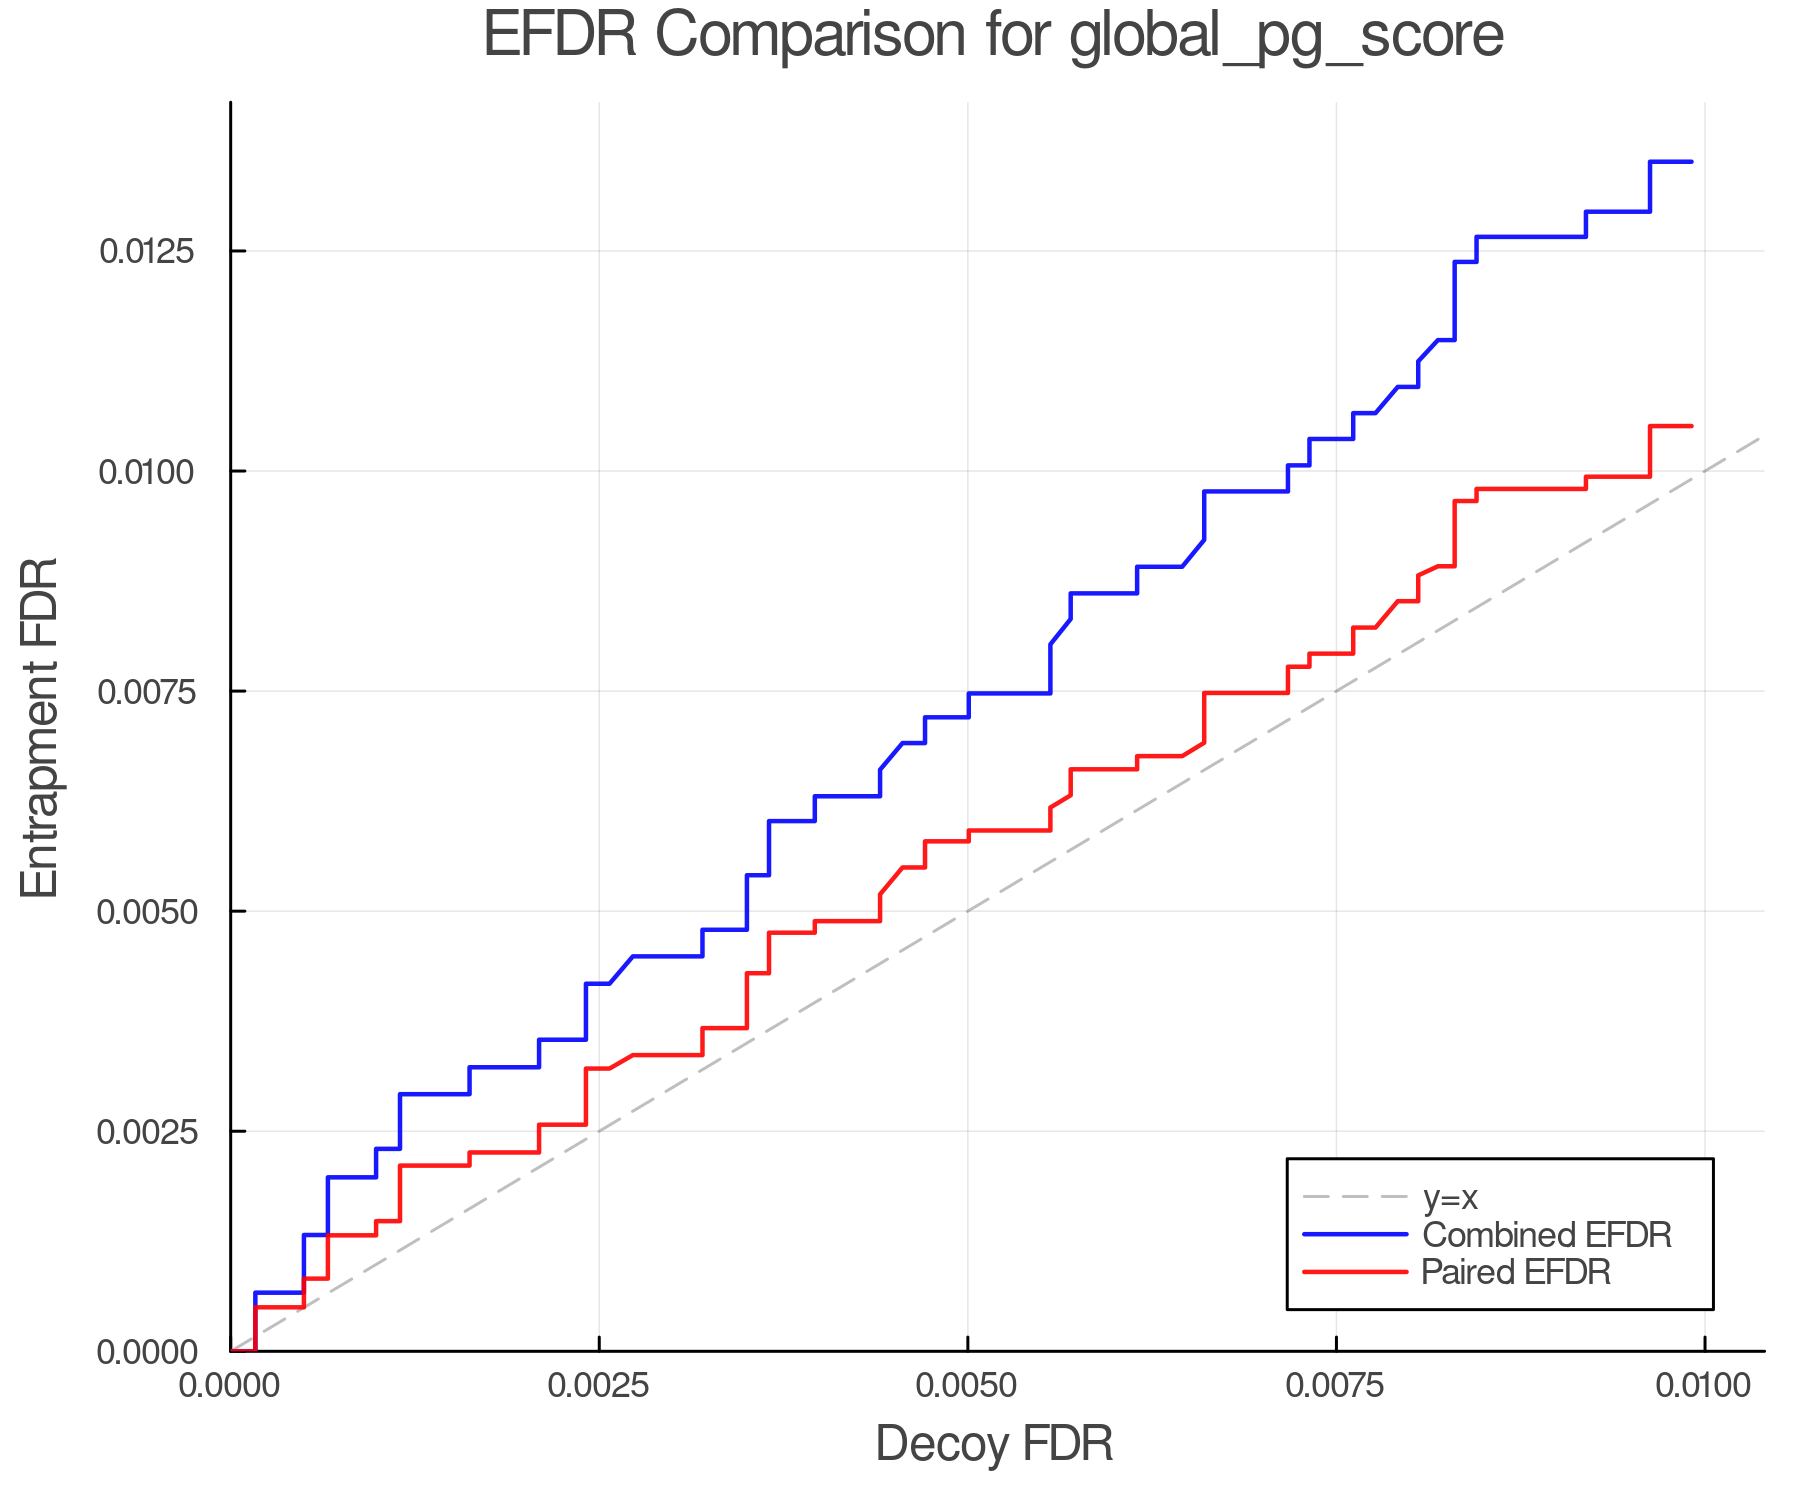 EFDR Comparison for global_pg_score
Entrapment FDR
0.0125
0.0100
0.0075
0.0050
0.0025
0.0000
0.0000
0.0025
0.0050
0.0075
0.0100
Decoy FDR
y=x
Combined EFDR
Paired EFDR